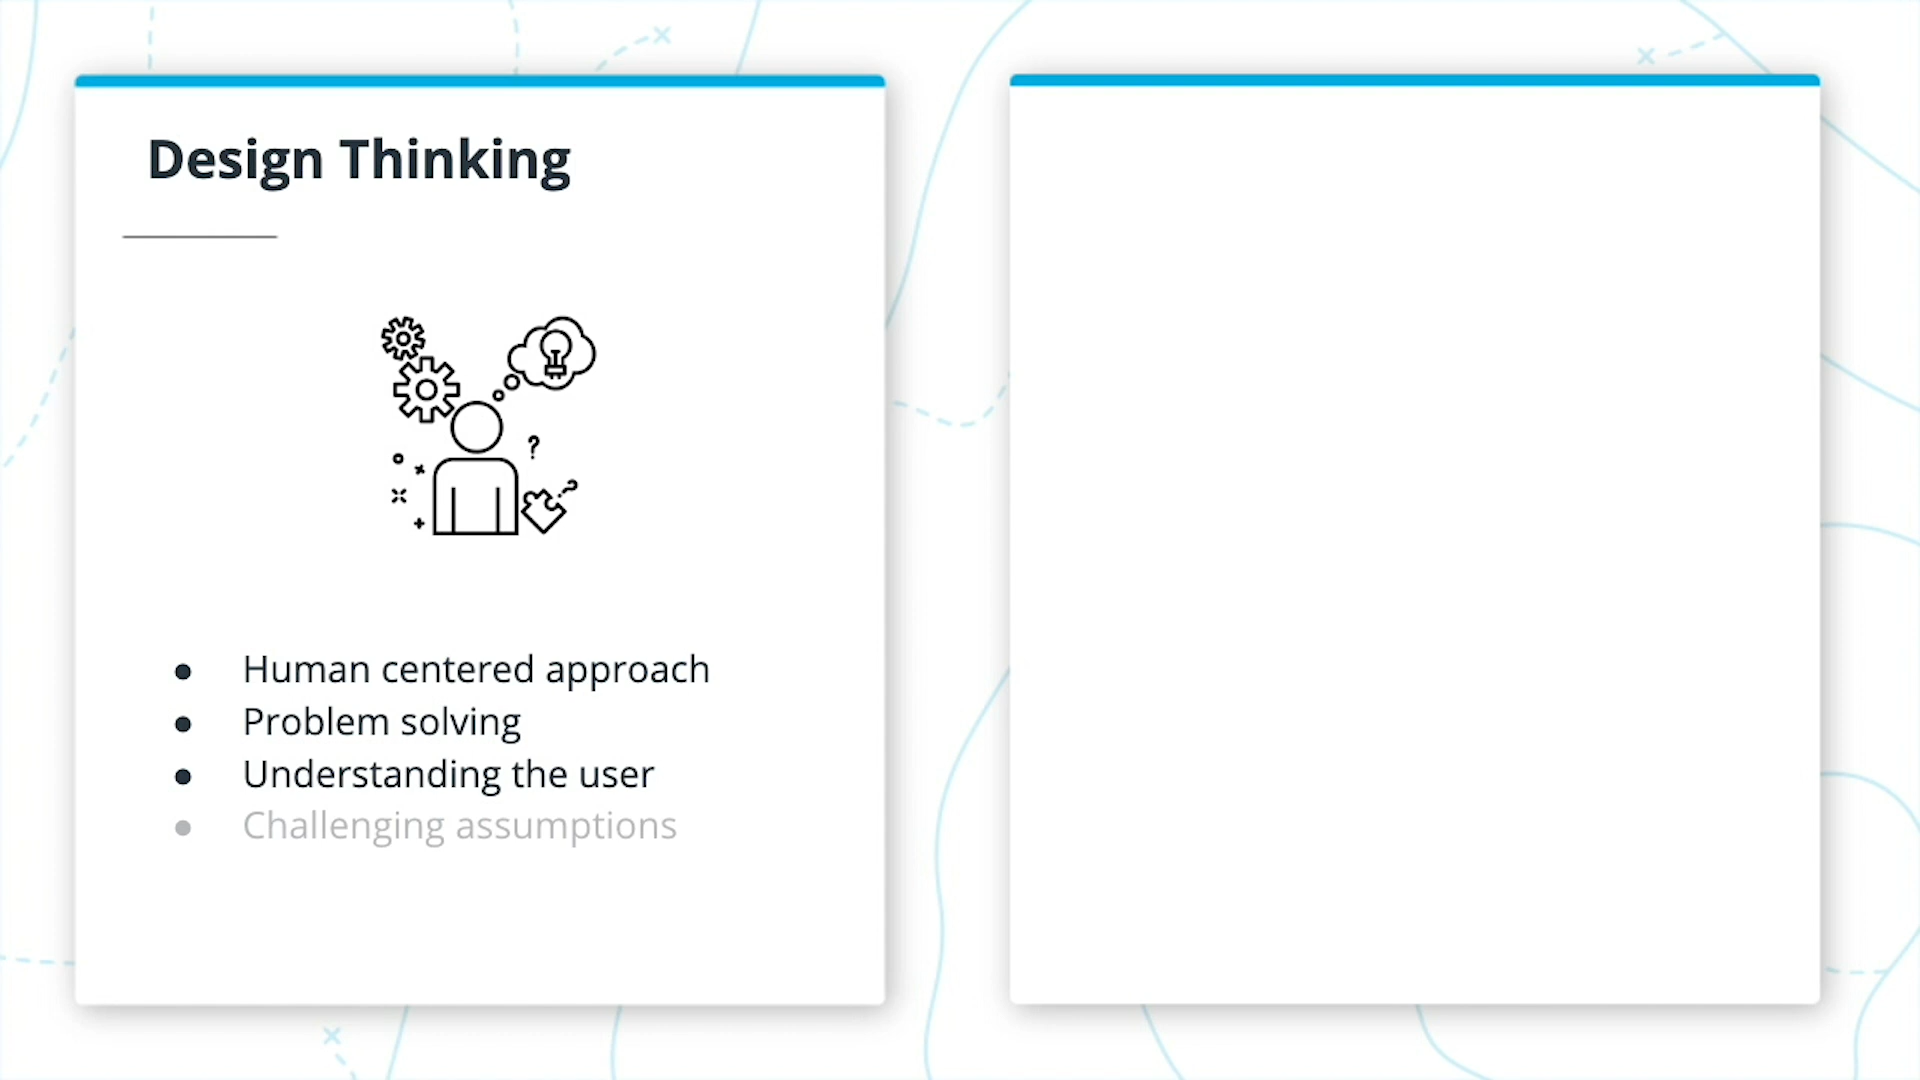 Design Thinking
?
● Human centered approach
● Problem solving
● Understanding the user
● Challenging assumptions